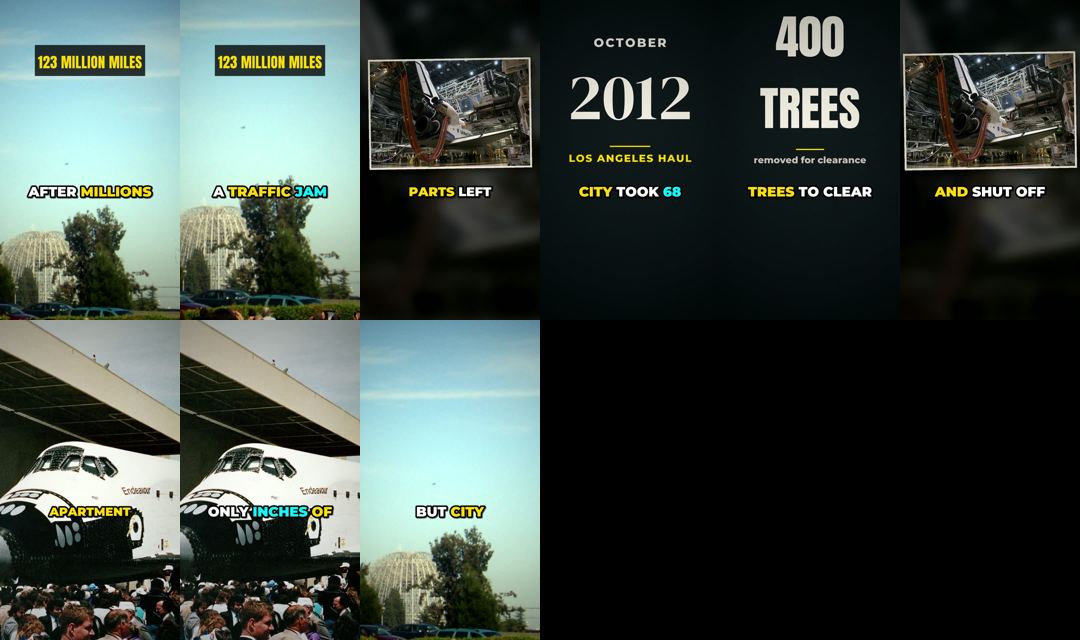 123 MILLION MILES
AFTER MILLIONS
123 MILLION MILES
A TRAFFIC JAM
PARTS LEFT
OCTOBER
2012
LOS ANGELES HAUL
CITY TOOK 68
400
TREES
removed for clearance
TREES TO CLEAR
AND SHUT OFF
Endeavour
APARTMENT
Endeavour
ONLY INCHES OF
BUT CITY